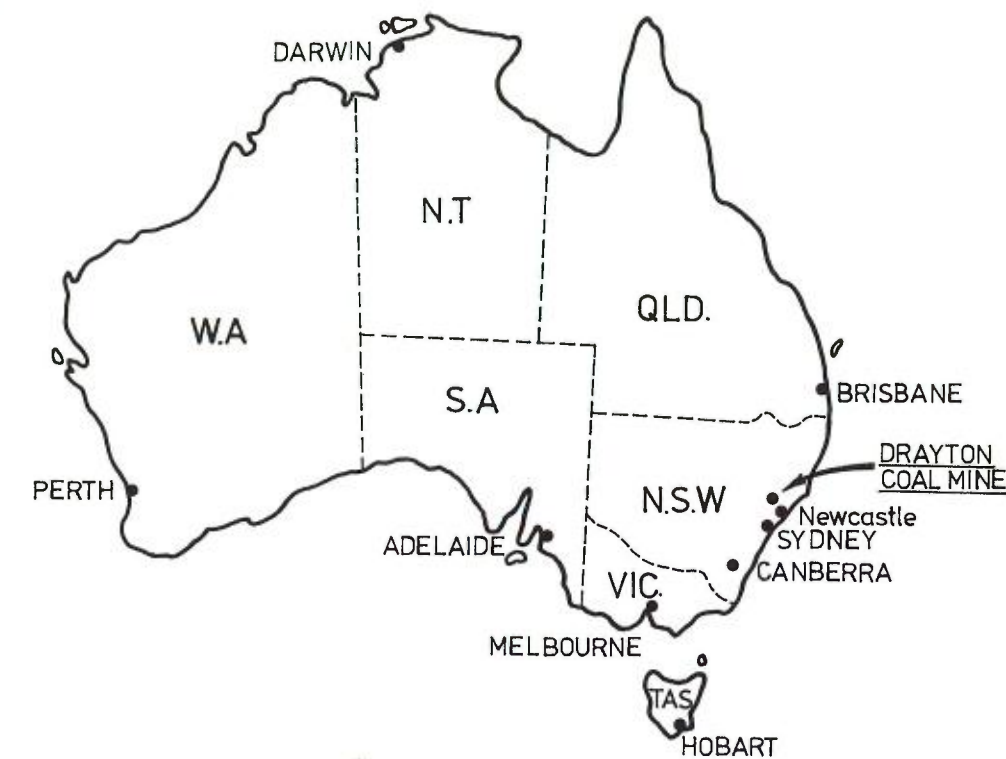 DARWIN
N.T
QLD.
W.A
S.A
BRISBANE
DRAYTON
COAL MINE
PERTH
N.S.W
Newcastle
SYDNEY
ADELAIDE
CANBERRA
VIC.
MELBOURNE
TAS
HOBART